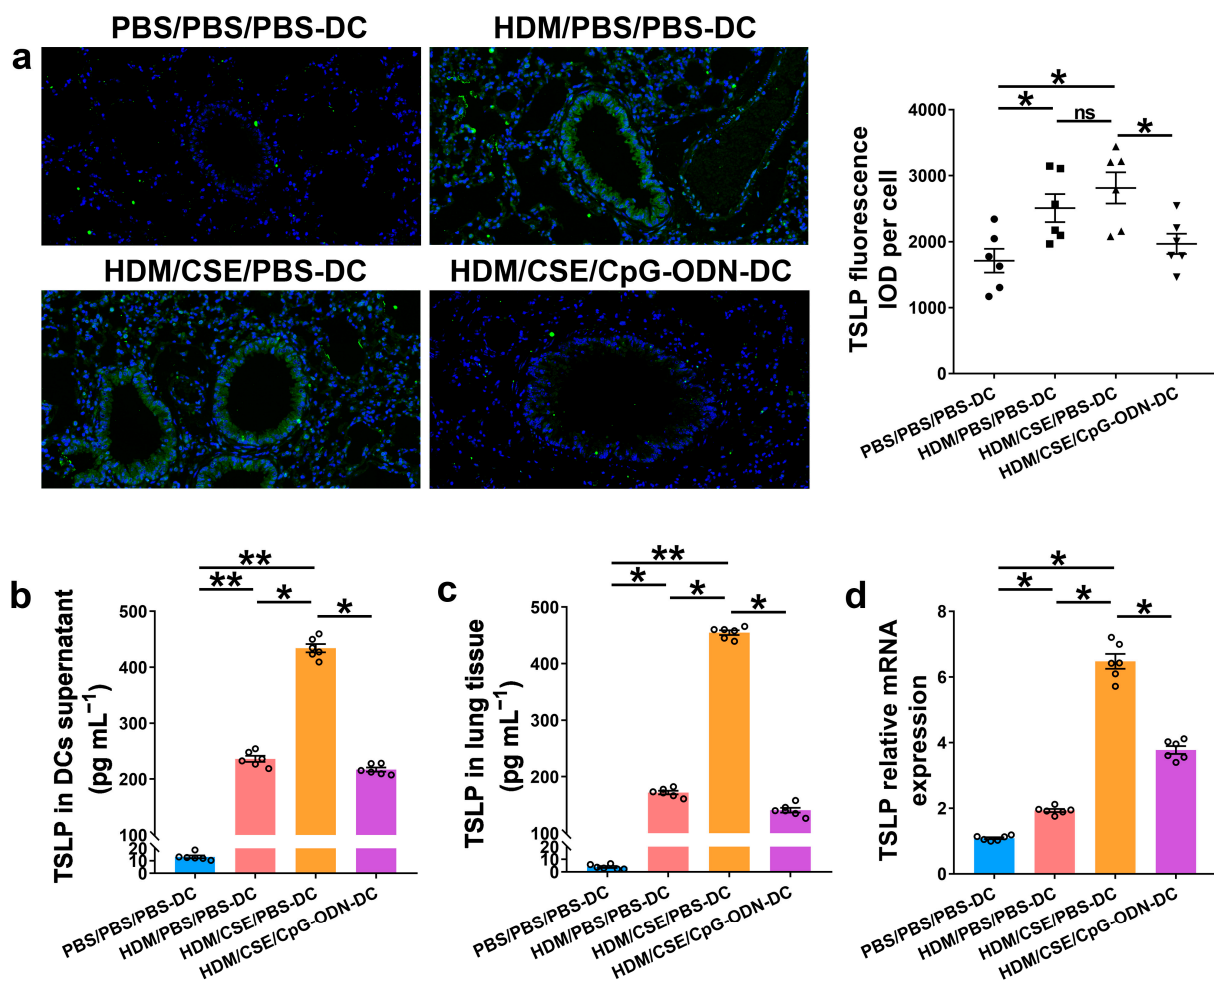 PBS/PBS/PBS-DC
HDM/PBS/PBS-DC
a
HDM/CSE/PBS-DC
HDM/CSE/CpG-ODN-DC
TSLP fluorescence
IOD per cell
*
*
ns
*
4000
3000
2000
1000
0
PBS/PBS/PBS-DC
HDM/PBS/PBS-DC
HDM/CSE/PBS-DC
HDM/CSE/CpG-ODN-DC
b
TSLP in DCs supernatant
(pg mL⁻¹)
**
**
*
*
500
400
300
200
100
20
10
0
PBS/PBS/PBS-DC
HDM/PBS/PBS-DC
HDM/CSE/PBS-DC
HDM/CSE/CpG-ODN-DC
c
TSLP in lung tissue
(pg mL⁻¹)
**
*
*
*
500
400
300
200
100
20
10
0
PBS/PBS/PBS-DC
HDM/PBS/PBS-DC
HDM/CSE/PBS-DC
HDM/CSE/CpG-ODN-DC
d
TSLP relative mRNA
expression
*
*
*
*
8
6
4
2
0
PBS/PBS/PBS-DC
HDM/PBS/PBS-DC
HDM/CSE/PBS-DC
HDM/CSE/CpG-ODN-DC